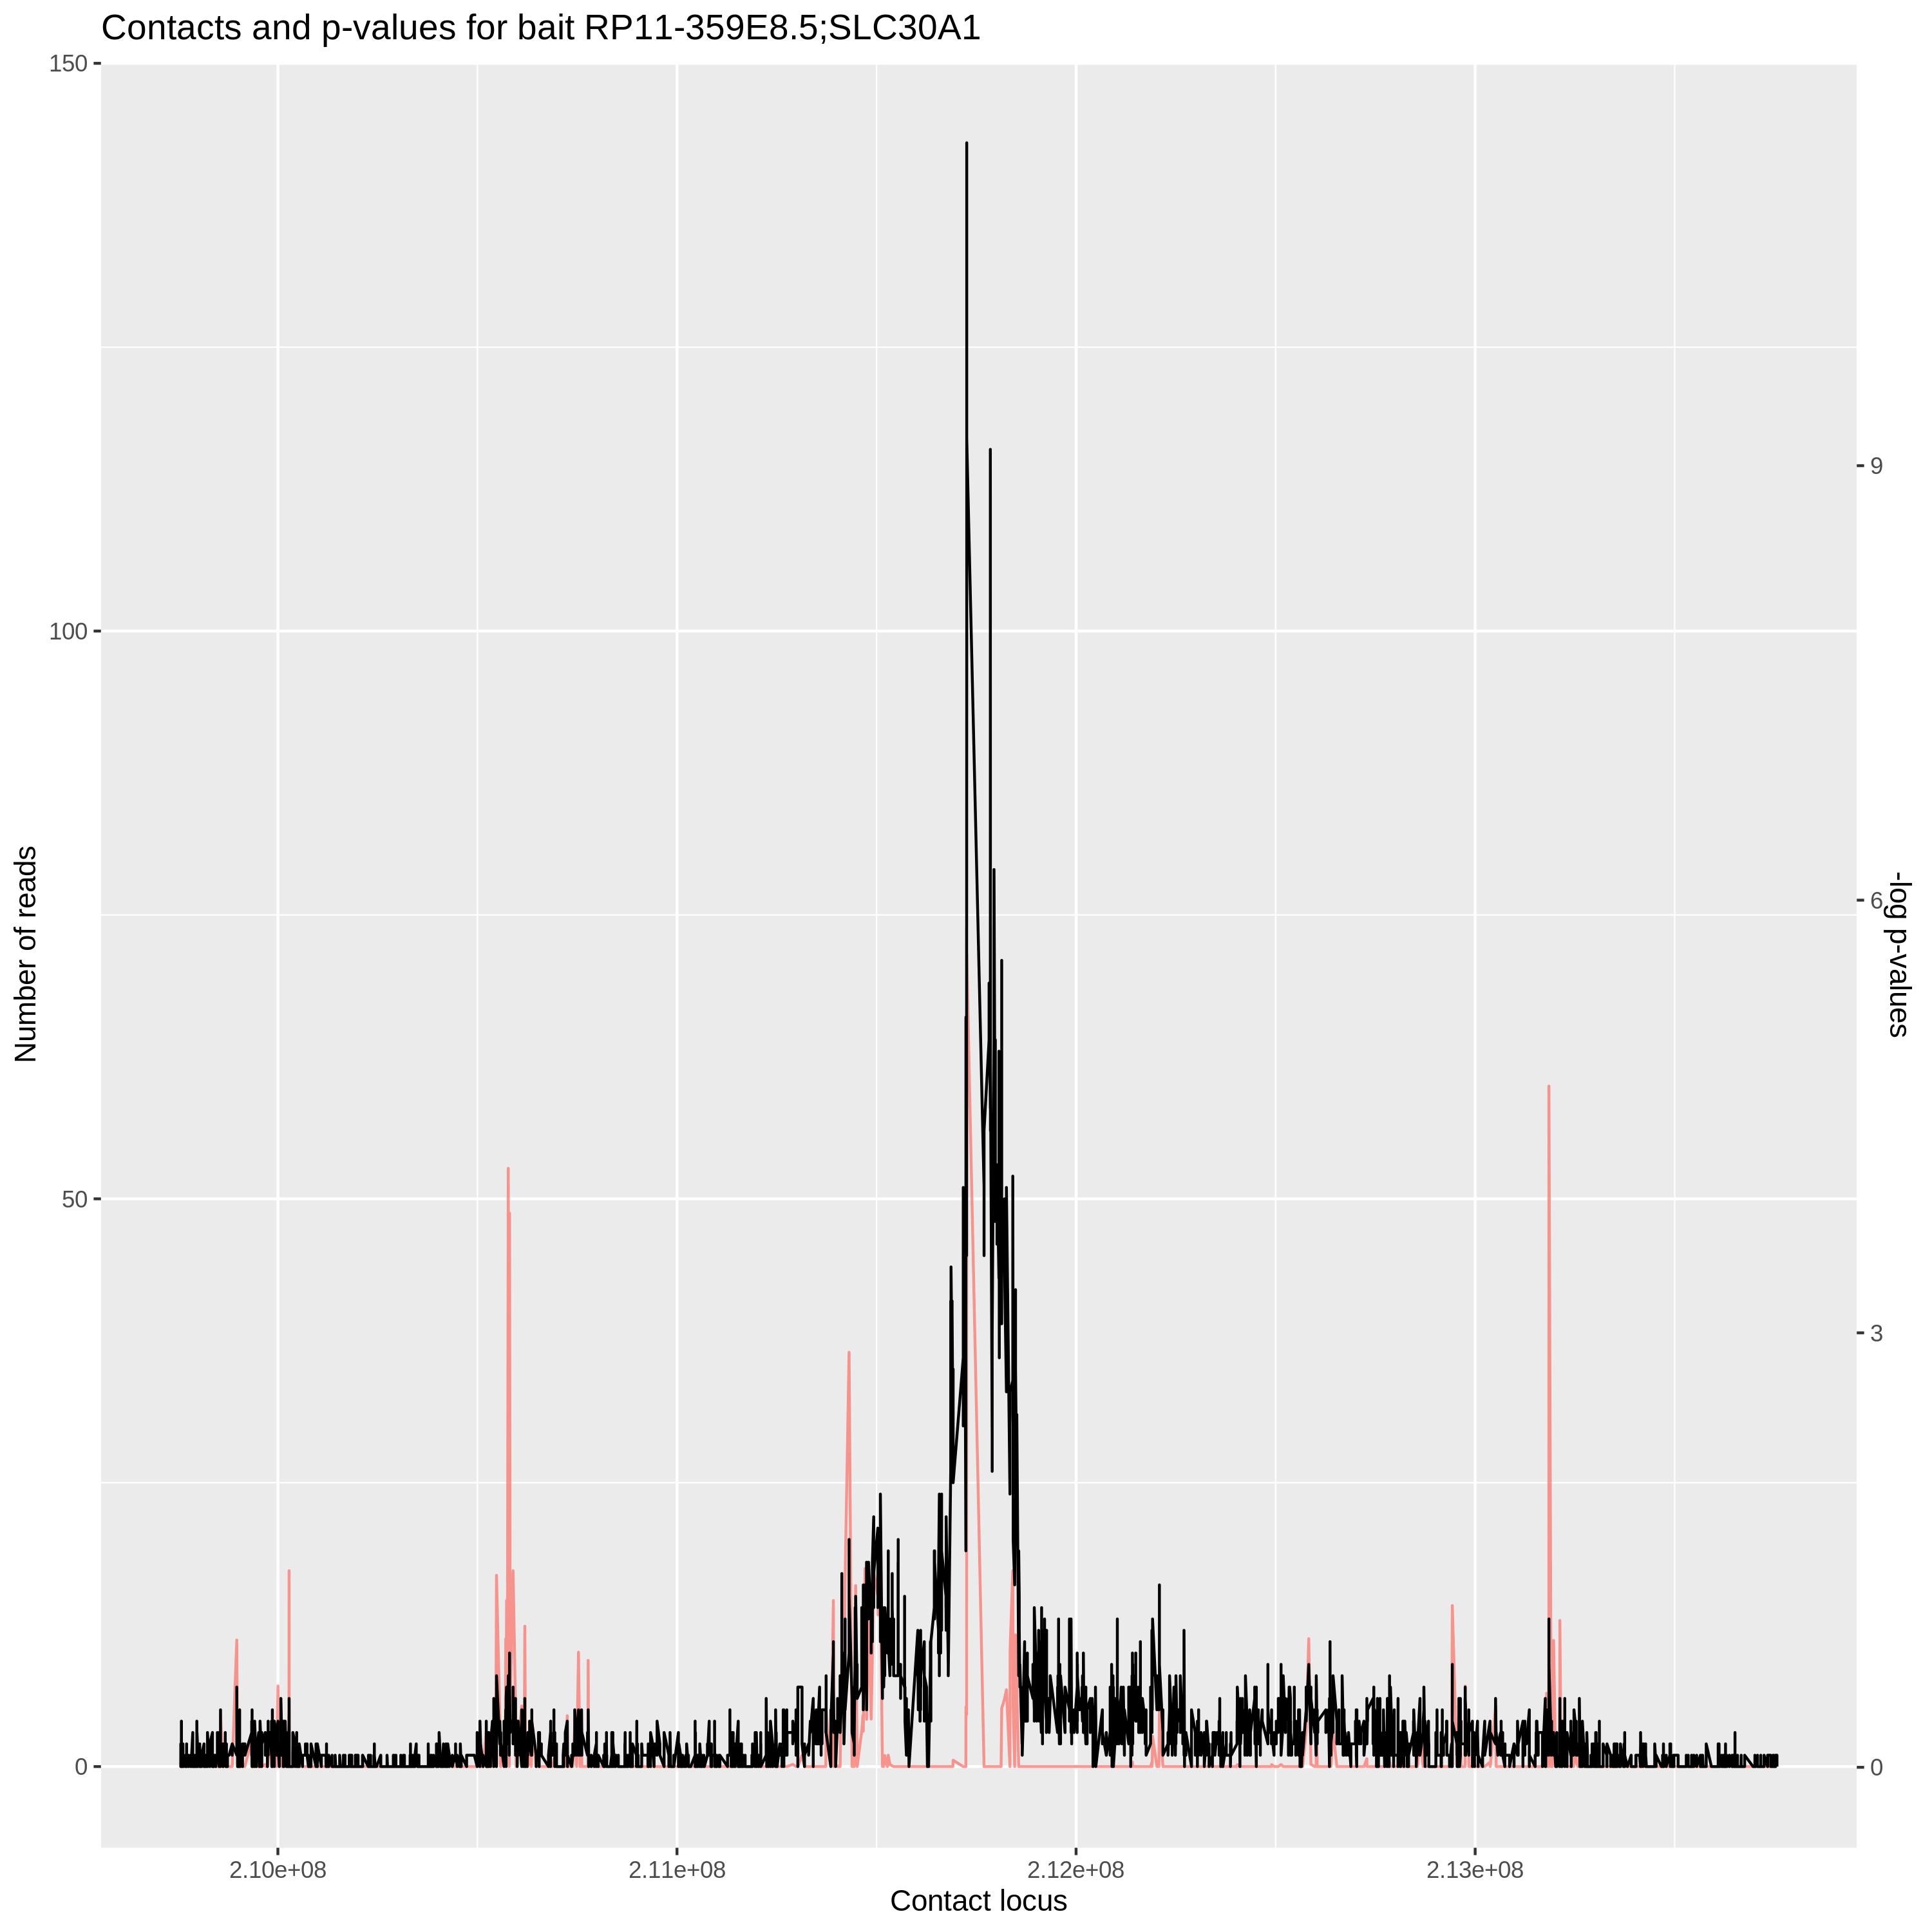 Contacts and p-values for bait RP11-359E8.5;SLC30A1
150
100
50
0
Number of reads
9
6
3
0
-log p-values
2.10e+08
2.11e+08
2.12e+08
2.13e+08
Contact locus